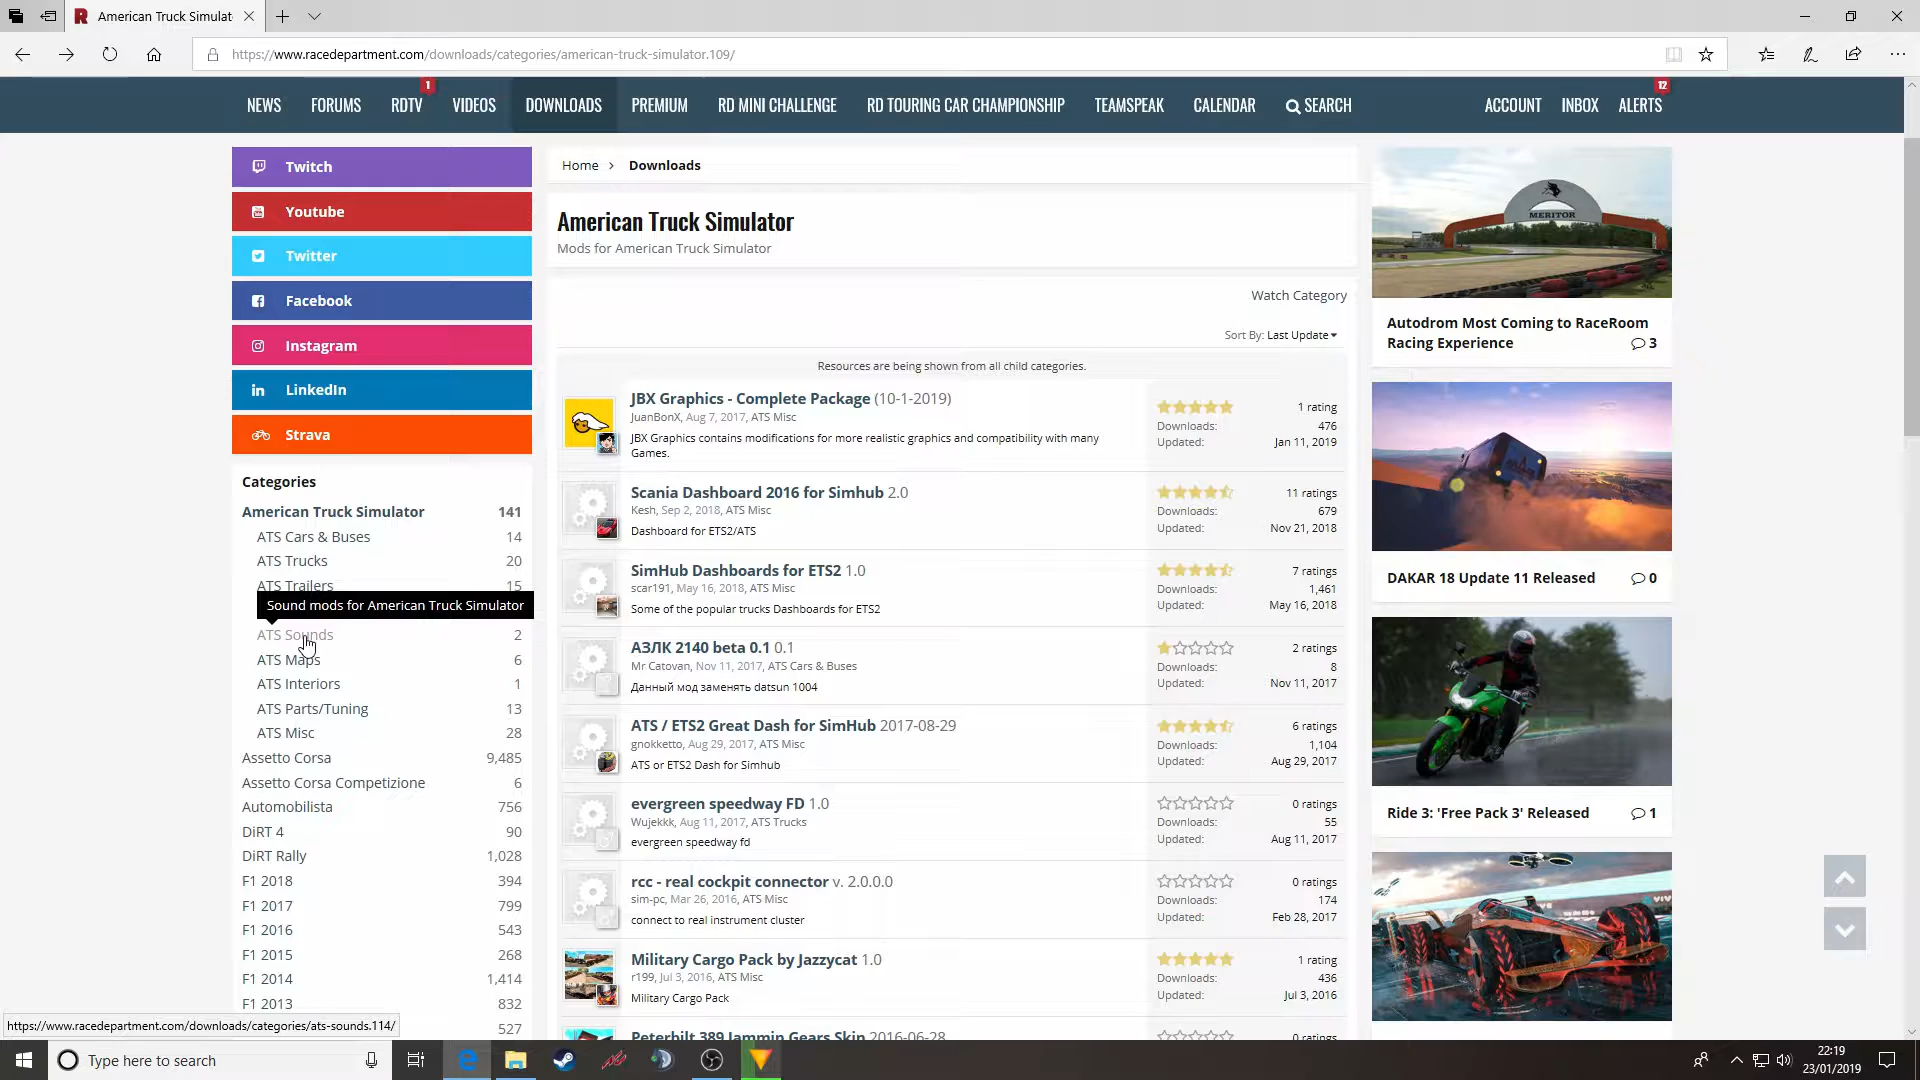 American Truck Simulat
https://www.racedepartment.com/downloads/categories/american-truck-simulator.109/
NEWS FORUMS RDTV 1 VIDEOS DOWNLOADS PREMIUM RD MINI CHALLENGE RD TOURING CAR CHAMPIONSHIP TEAMSPEAK CALENDAR SEARCH ACCOUNT INBOX ALERTS 12
Twitch
Youtube
Twitter
Facebook
Instagram
LinkedIn
Strava
Categories
American Truck Simulator 141
ATS Cars & Buses 14
ATS Trucks 20
ATS Trailers 15
Sound mods for American Truck Simulator
ATS Sounds 2
ATS Maps 6
ATS Interiors 1
ATS Parts/Tuning 13
ATS Misc 28
Assetto Corsa 9,485
Assetto Corsa Competizione 6
Automobilista 756
DiRT 4 90
DiRT Rally 1,028
F1 2018 394
F1 2017 799
F1 2016 543
F1 2015 268
F1 2014 1,414
F1 2013 832
527
Home > Downloads
American Truck Simulator
Mods for American Truck Simulator
Watch Category
Sort By: Last Update
Resources are being shown from all child categories.
JBX Graphics - Complete Package (10-1-2019)
JuanBonX, Aug 7, 2017, ATS Misc
JBX Graphics contains modifications for more realistic graphics and compatibility with many
Games.
1 rating
Downloads: 476
Updated: Jan 11, 2019
Scania Dashboard 2016 for Simhub 2.0
Kesh, Sep 2, 2018, ATS Misc
Dashboard for ETS2/ATS
11 ratings
Downloads: 679
Updated: Nov 21, 2018
SimHub Dashboards for ETS2 1.0
scar191, May 16, 2018, ATS Misc
Some of the popular trucks Dashboards for ETS2
7 ratings
Downloads: 1,461
Updated: May 16, 2018
АЗЛК 2140 beta 0.1 0.1
Mr Catovan, Nov 11, 2017, ATS Cars & Buses
Данный мод заменять datsun 1004
2 ratings
Downloads: 8
Updated: Nov 11, 2017
ATS / ETS2 Great Dash for SimHub 2017-08-29
gnokketto, Aug 29, 2017, ATS Misc
ATS or ETS2 Dash for Simhub
6 ratings
Downloads: 1,104
Updated: Aug 29, 2017
evergreen speedway FD 1.0
Wujekkk, Aug 11, 2017, ATS Trucks
evergreen speedway fd
0 ratings
Downloads: 55
Updated: Aug 11, 2017
rcc - real cockpit connector v. 2.0.0.0
sim-pc, Mar 26, 2016, ATS Misc
connect to real instrument cluster
0 ratings
Downloads: 174
Updated: Feb 28, 2017
Military Cargo Pack by Jazzycat 1.0
r199, Jul 3, 2016, ATS Misc
Military Cargo Pack
1 rating
Downloads: 436
Updated: Jul 3, 2016
Peterbilt 389 Jammin Gears Skin 2016-06-28
0 ratings
MERITOR
Autodrom Most Coming to RaceRoom
Racing Experience 3
DAKAR 18 Update 11 Released 0
Ride 3: 'Free Pack 3' Released 1
https://www.racedepartment.com/downloads/categories/ats-sounds.114/
Type here to search
22:19
23/01/2019